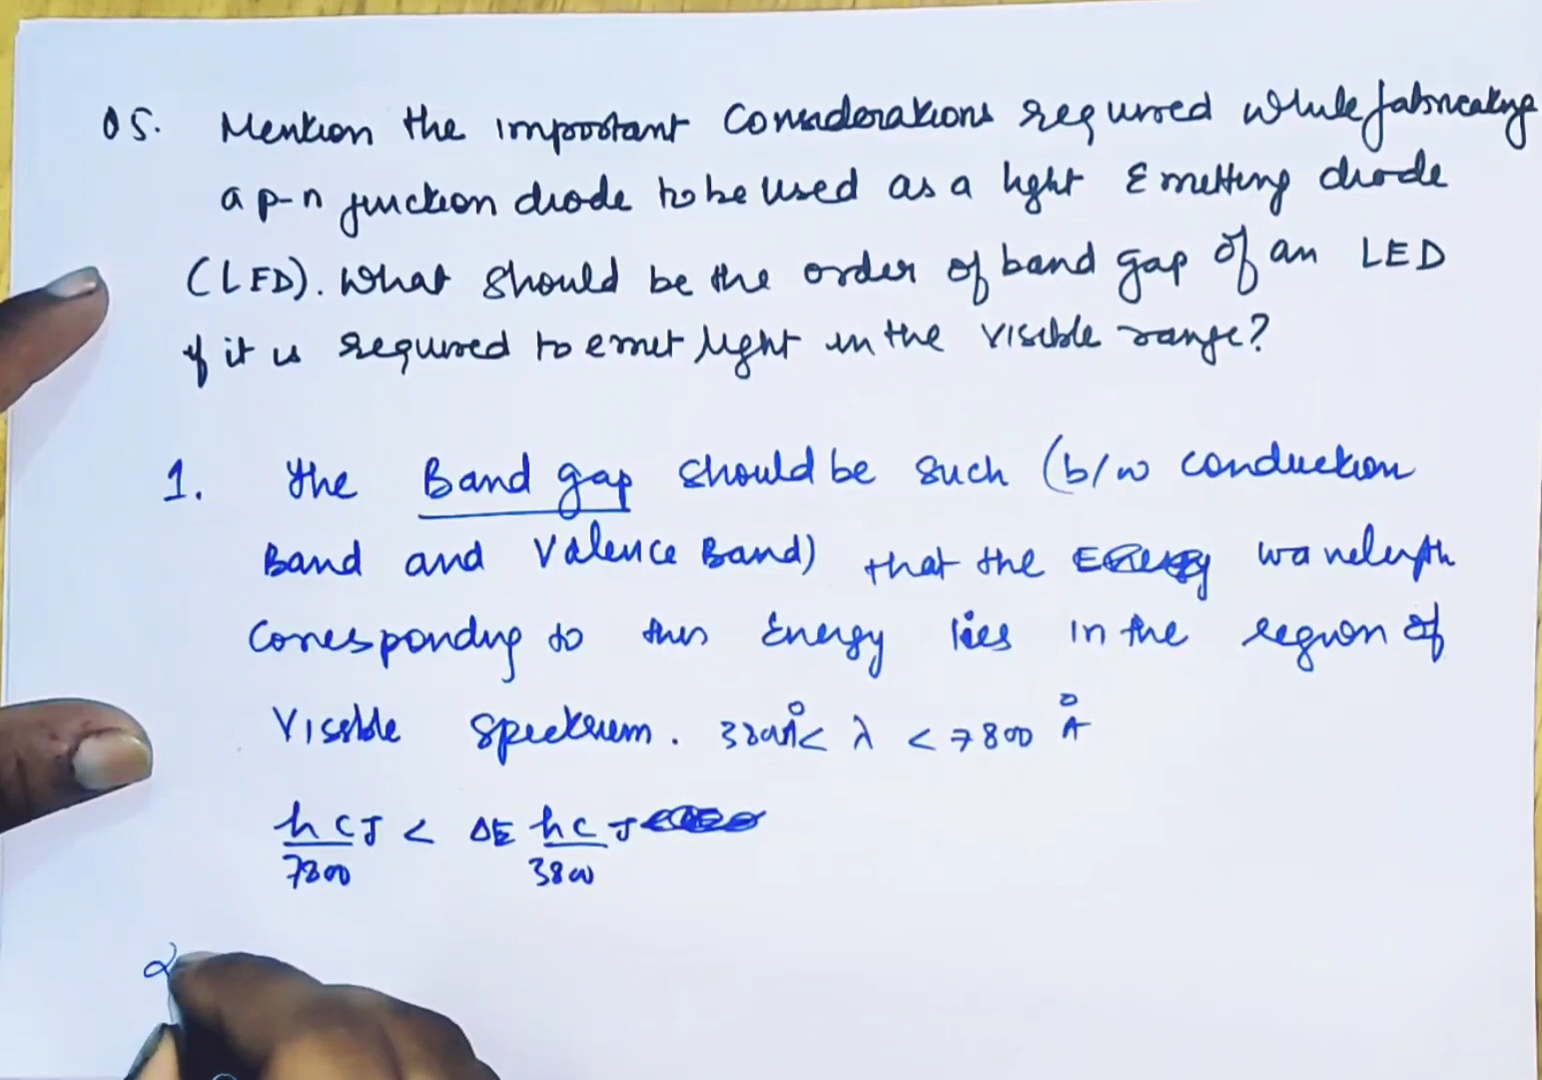 05. Mention the important Considerations required while fabricating
a p-n junction diode to be used as a light Emetting diode
(LED). What should be the order of band gap of an LED
if it is required to emit light in the visible range?
1. the Band gap should be such (b/w conduction
Band and Valence Band) that the wavelength
Corresponding to this Energy lies in the region of
Visible Spectrum. 3800Å < λ < 7800 Å
hc J < ΔE hc J
7800 3800
2